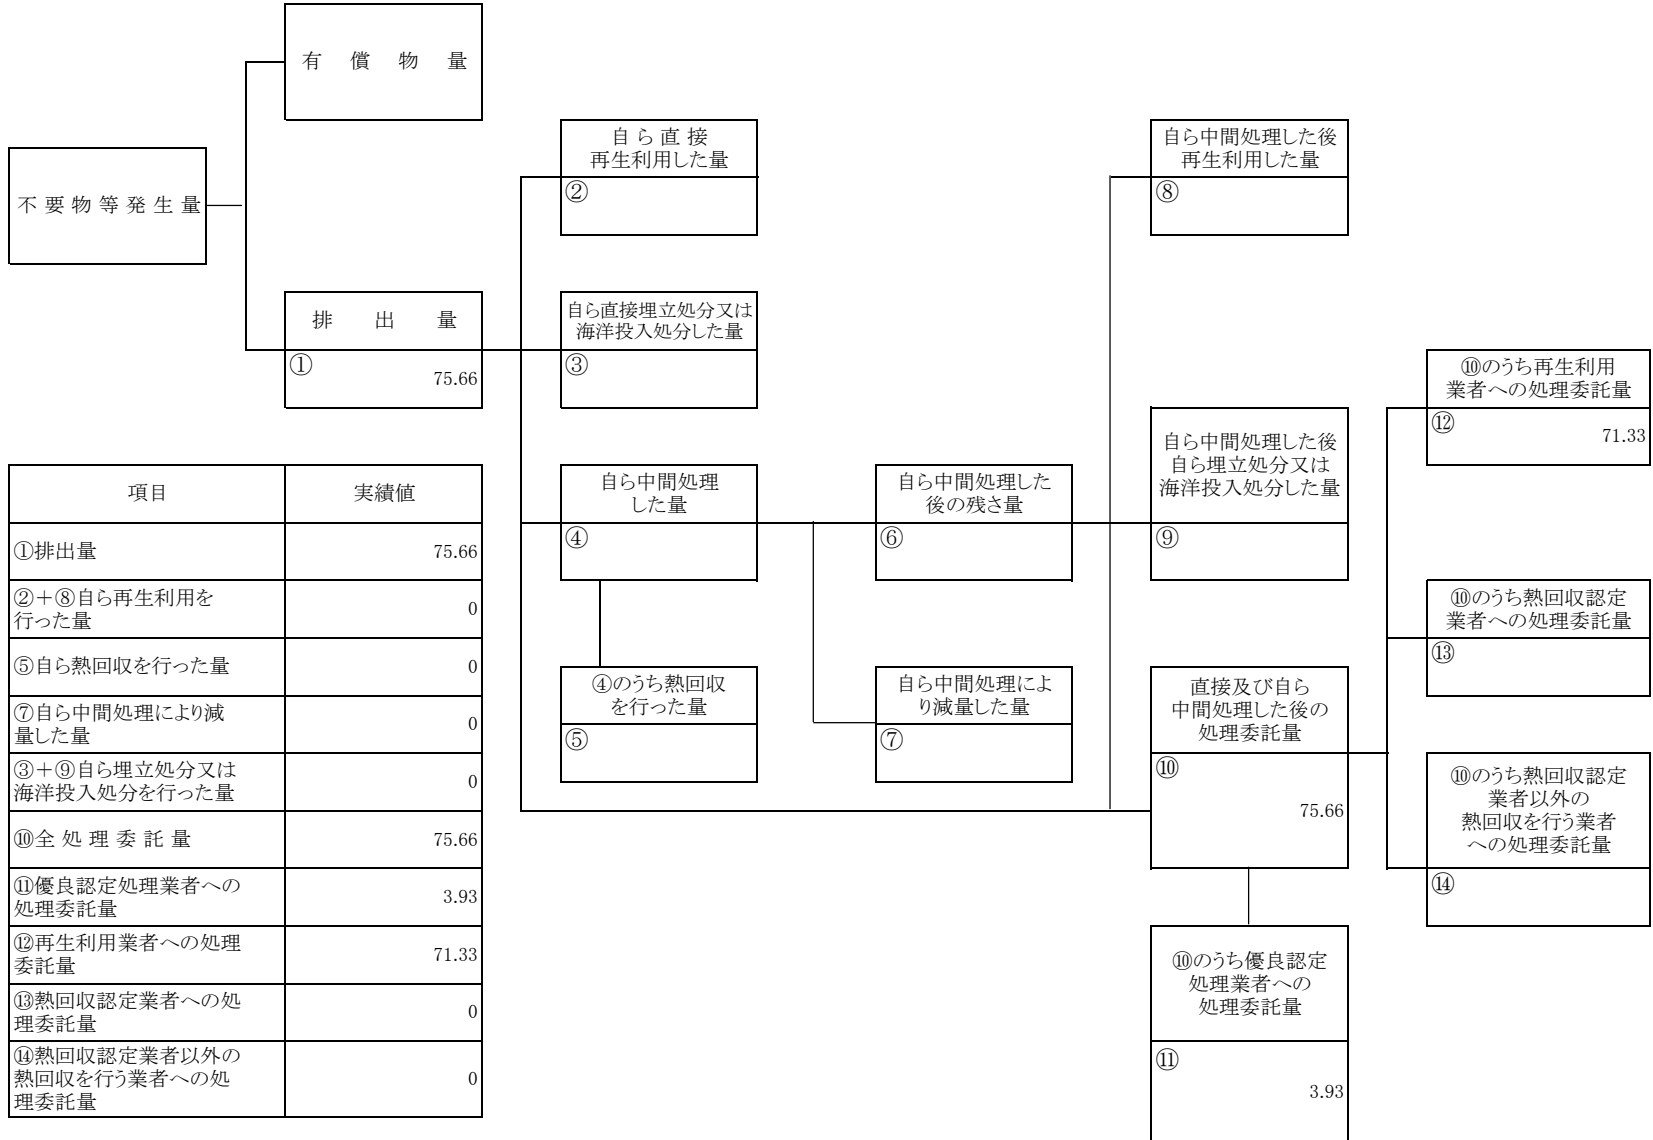 有 償 物 量
不 要 物 等 発 生 量
排 出 量
①
75.66
自 ら 直 接
再生利用した量
②
自ら直接埋立処分又は
海洋投入処分した量
③
自ら中間処理
した量
④
④のうち熱回収
を行った量
⑤
自ら中間処理した
後の残さ量
⑥
自ら中間処理によ
り減量した量
⑦
自ら中間処理した後
再生利用した量
⑧
自ら中間処理した後
自ら埋立処分又は
海洋投入処分した量
⑨
直接及び自ら
中間処理した後の
処理委託量
⑩
75.66
⑩のうち優良認定
処理業者への
処理委託量
⑪
3.93
⑩のうち再生利用
業者への処理委託量
⑫
71.33
⑩のうち熱回収認定
業者への処理委託量
⑬
⑩のうち熱回収認定
業者以外の
熱回収を行う業者
への処理委託量
⑭
項目 実績値
①排出量 75.66
②＋⑧自ら再生利用を
行った量 0
⑤自ら熱回収を行った量 0
⑦自ら中間処理により減
量した量 0
③＋⑨自ら埋立処分又は
海洋投入処分を行った量 0
⑩全 処 理 委 託 量 75.66
⑪優良認定処理業者への
処理委託量 3.93
⑫再生利用業者への処理
委託量 71.33
⑬熱回収認定業者への処
理委託量 0
⑭熱回収認定業者以外の
熱回収を行う業者への処
理委託量 0